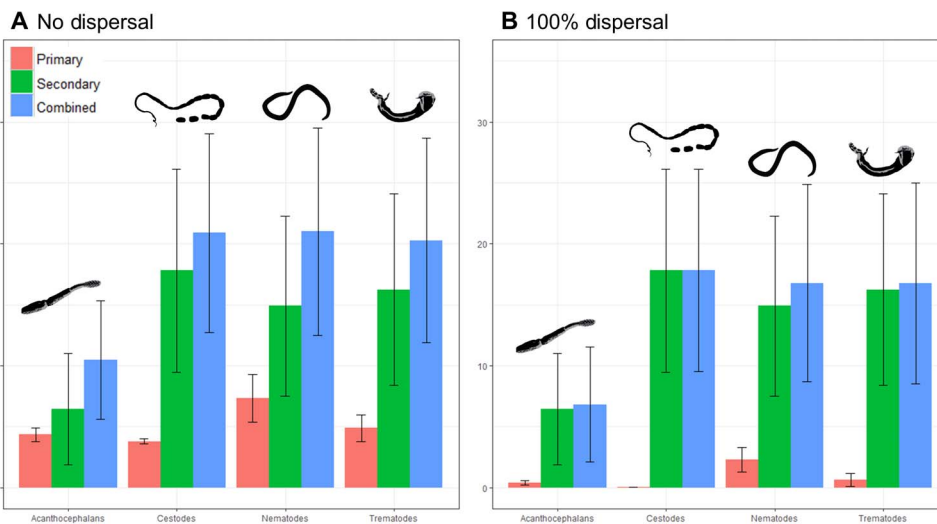 A No dispersal
Primary
Secondary
Combined
Acanthocephalans Cestodes Nematodes Trematodes
B 100% dispersal
30
20
10
0
Acanthocephalans Cestodes Nematodes Trematodes